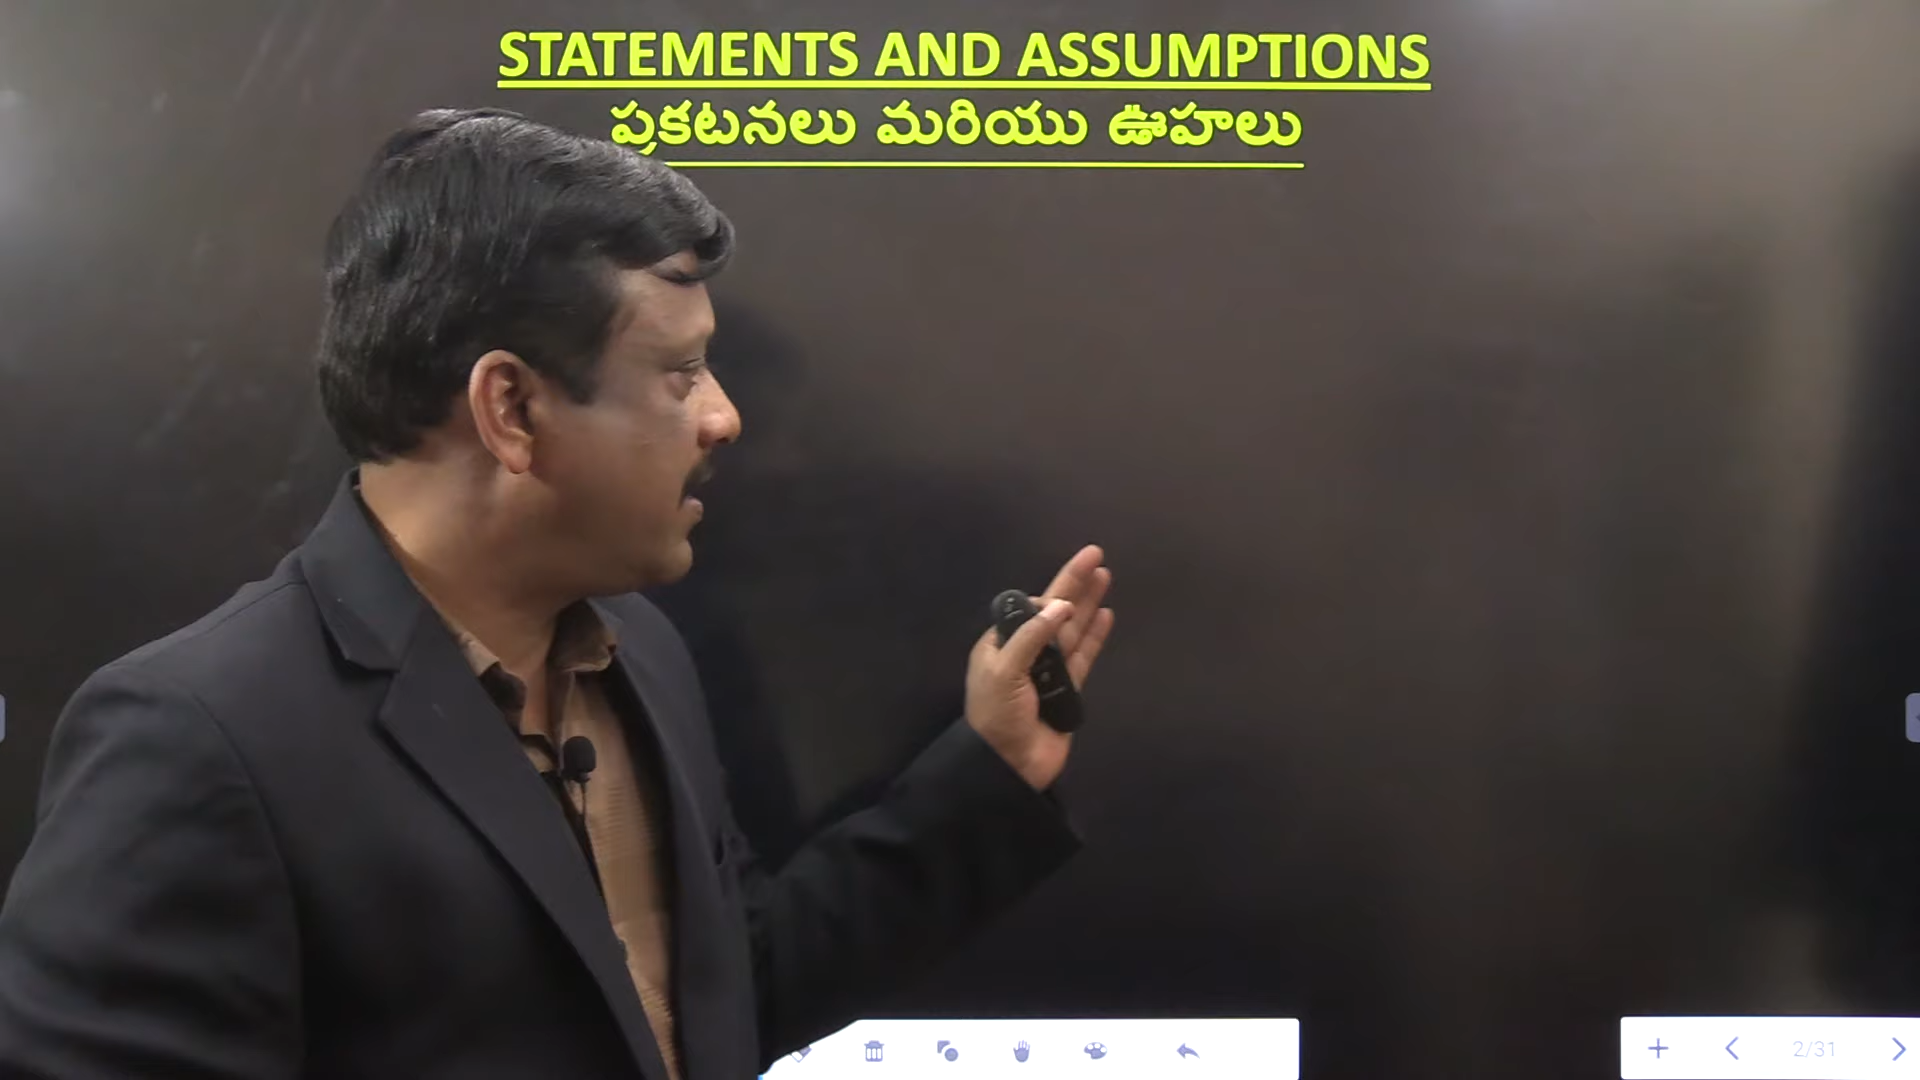 STATEMENTS AND ASSUMPTIONS
ప్రకటనలు మరియు ఊహలు
2/31